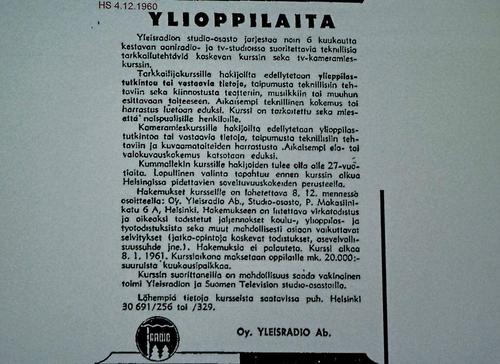 HS 4.12.1960
YLIOPPILAITA
Yleisradion studio-osasto järjestää noin 6 kuukautta
kestävän ääniradio- ja tv-studioissa suoritettavia teknillisiä
tarkkailutehtäviä koskevan kurssin sekä tv-kameramies-
kurssin.
Tarkkailijakurssille hakijoilta edellytetään ylioppilas-
tutkintoa tai vastaavia tietoja, taipumusta teknillisiin teh-
täviin sekä kiinnostusta teatteriin, musiikkiin tai muuhun
esittävään taiteeseen. Aikaisempi teknillinen kokemus tai
harrastus luetaan eduksi. Kurssi on tarkoitettu sekä mies-
että naispuolisille henkilöille.
Kameramieskurssille hakijoilta edellytetään ylioppilas-
tutkintoa tai vastaavia tietoja, taipumusta teknillisiin teh-
täviin ja kuvaamataiteiden harrastusta. Aikaisempi elo- tai
valokuvauskokemus katsotaan eduksi.
Kummallekin kurssille hakijoiden tulee olla alle 27-vuo-
tiaita. Lopullinen valinta tapahtuu ennen kurssin alkua
Helsingissä pidettävien soveltuvuuskokeiden perusteella.
Hakemukset kursseille on lähetettävä 8. 12. mennessä
osoitteella: Oy. Yleisradio Ab., Studio-osasto, P. Makasiini-
katu 6 A, Helsinki. Hakemukseen on liitettävä virkatodistus
ja oikeaksi todistetut jäljennökset koulu-, ylioppilas- ja
työtodistuksista sekä muut mahdollisesti asiaan vaikuttavat
selvitykset (jatko-opintoja koskevat todistukset, asevelvolli-
suussuhde jne.). Hakemuksia ei palauteta. Kurssi alkaa
8. 1. 1961. Kurssiaikana maksetaan oppilaille mk. 20.000:-
suuruista kuukausipalkkaa.
Kurssin suorittaneilla on mahdollisuus saada vakinainen
toimi Yleisradion ja Suomen Television studio-osastoilla.
Lähempiä tietoja kursseista saatavissa puh. Helsinki
30 691/256 tai /329.
RADIO
Oy. YLEISRADIO Ab.